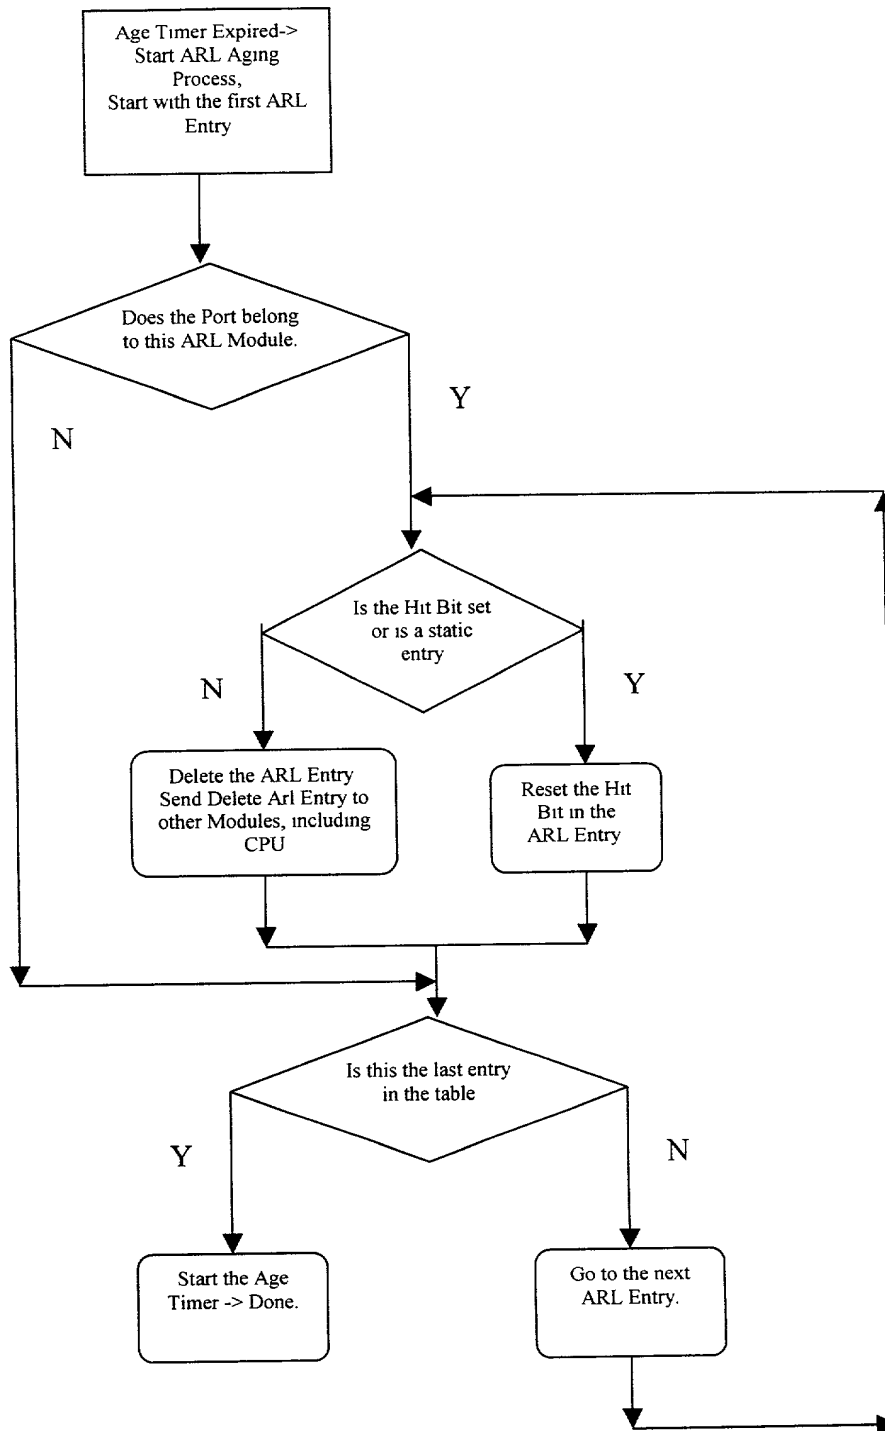 Age Timer Expired->
Start ARL Aging
Process,
Start with the first ARL
Entry
Does the Port belong
to this ARL Module.
Y
N
Is the Hit Bit set
or is a static
entry
N
Y
Delete the ARL Entry
Send Delete Arl Entry to
other Modules, including
CPU
Reset the Hit
Bit in the
ARL Entry
Is this the last entry
in the table
Y
N
Start the Age
Timer -> Done.
Go to the next
ARL Entry.